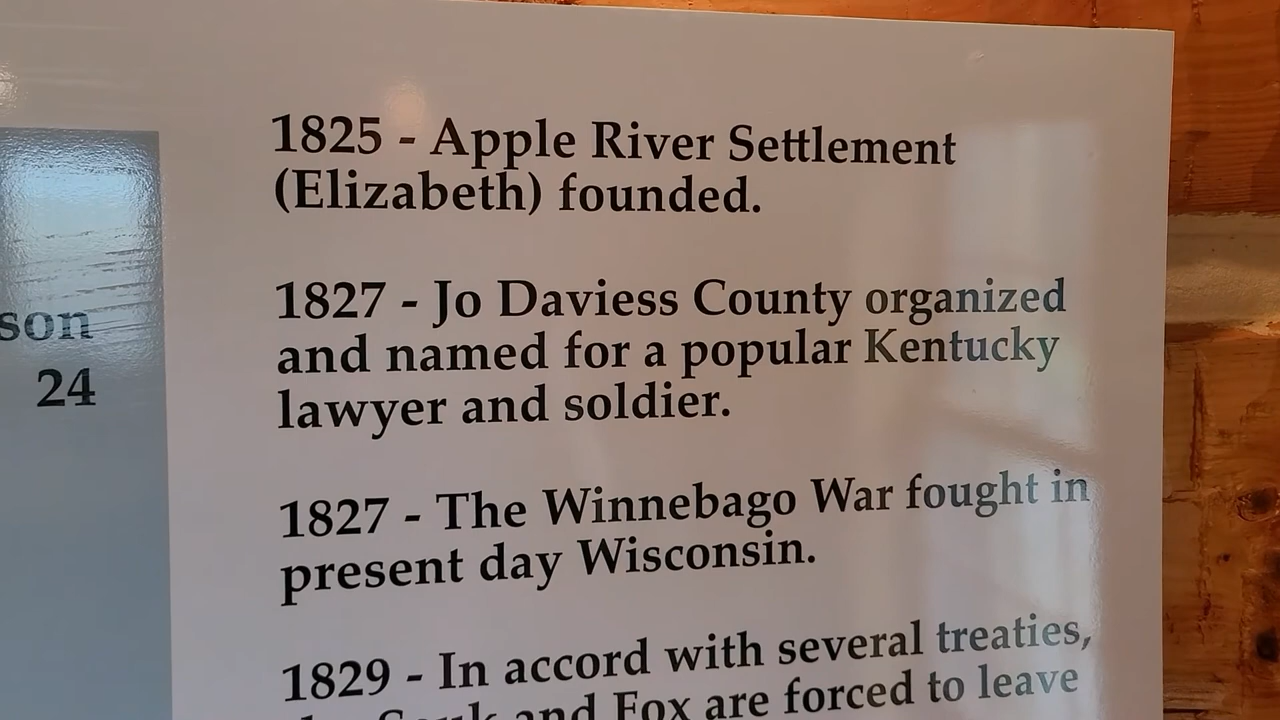 son
24
1825 - Apple River Settlement
(Elizabeth) founded.
1827 - Jo Daviess County organized
and named for a popular Kentucky
lawyer and soldier.
1827 - The Winnebago War fought in
present day Wisconsin.
1829 - In accord with several treaties,
and Fox are forced to leave